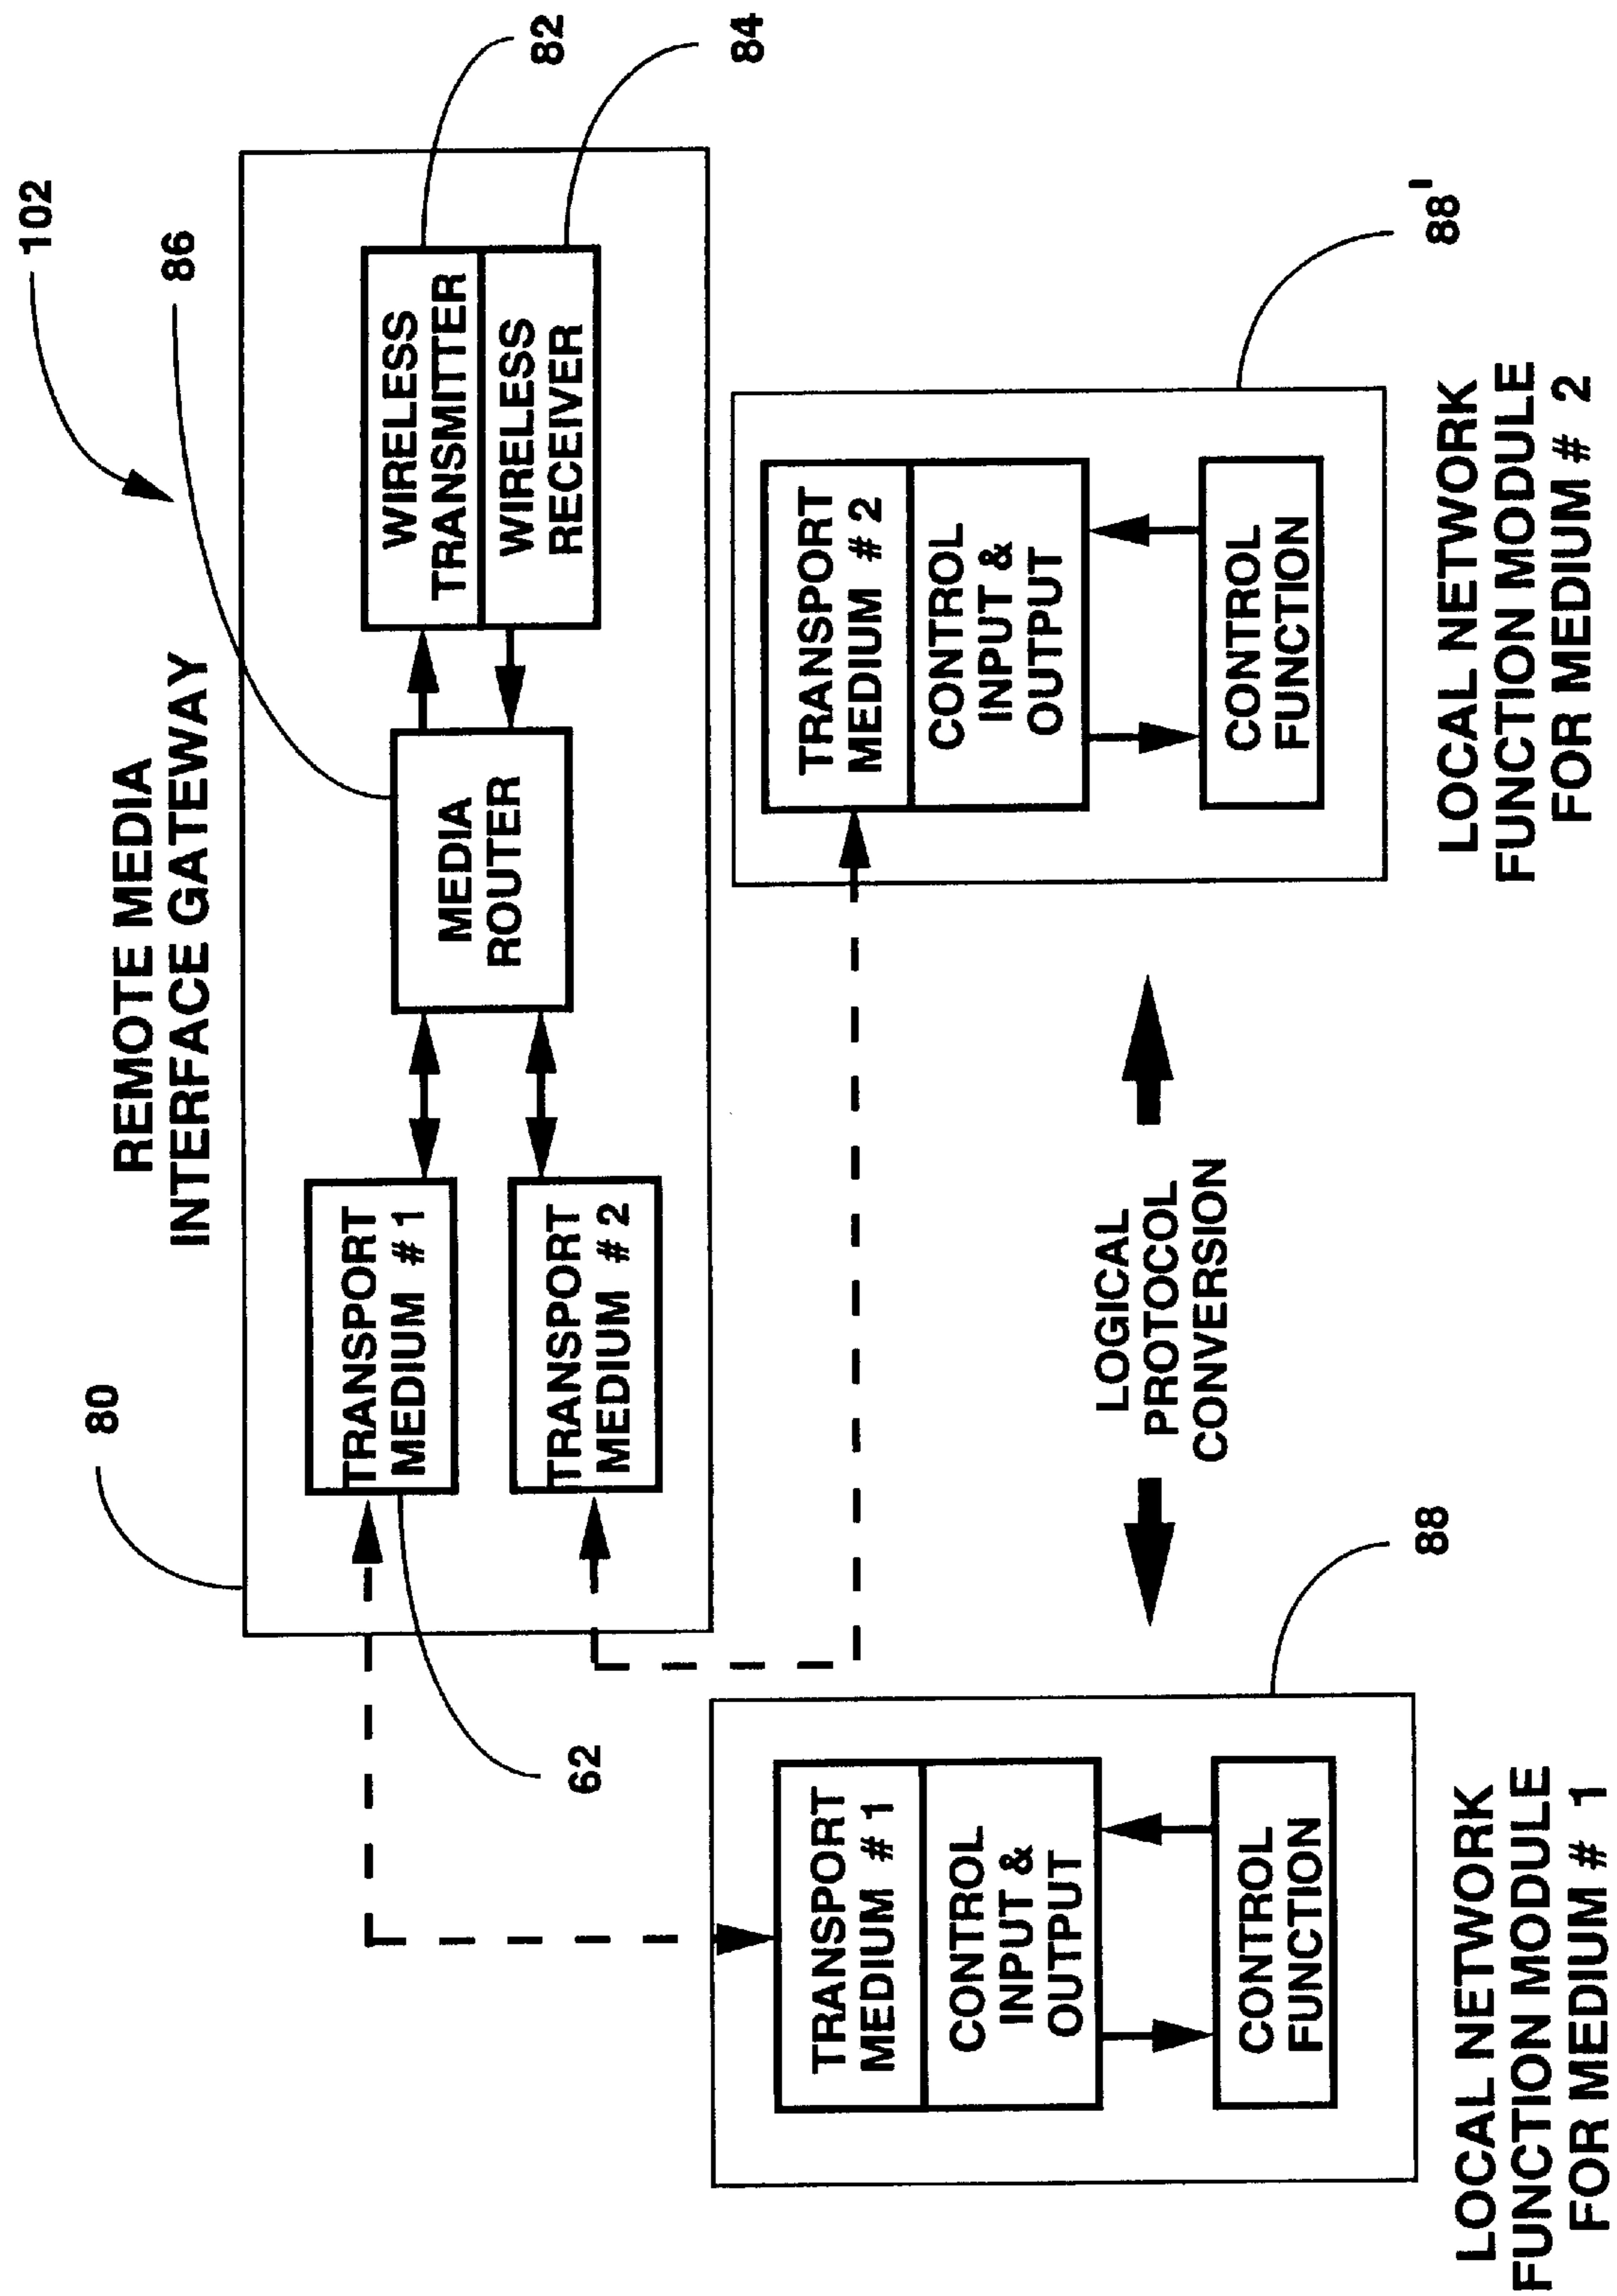 102
REMOTE MEDIA
INTERFACE GATEWAY
80
86
82
84
62
TRANSPORT
MEDIUM # 1
TRANSPORT
MEDIUM # 2
MEDIA
ROUTER
WIRELESS
TRANSMITTER
WIRELESS
RECEIVER
TRANSPORT
MEDIUM # 1
CONTROL
INPUT &
OUTPUT
CONTROL
FUNCTION
88
LOCAL NETWORK
FUNCTION MODULE
FOR MEDIUM # 1
LOGICAL
PROTOCOL
CONVERSION
TRANSPORT
MEDIUM # 2
CONTROL
INPUT &
OUTPUT
CONTROL
FUNCTION
88'
LOCAL NETWORK
FUNCTION MODULE
FOR MEDIUM # 2